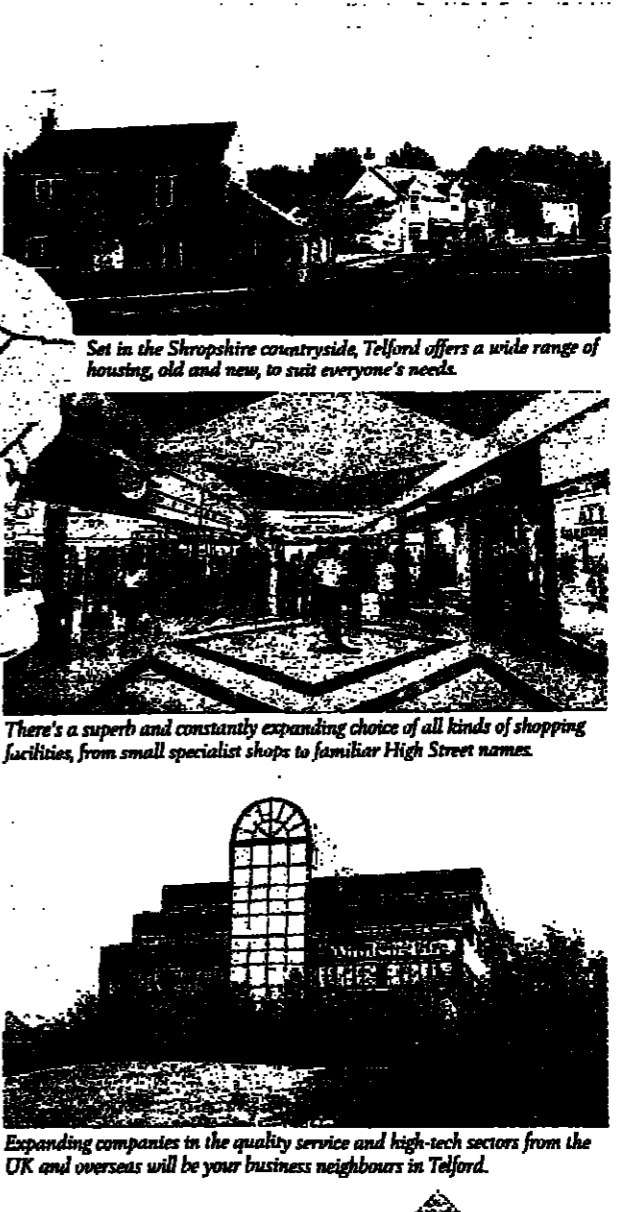 Set in the Shropshire countryside, Telford offers a wide range of
housing, old and new, to suit everyone's needs.
There's a superb and constantly expanding choice of all kinds of shopping
facilities, from small specialist shops to familiar High Street names.
Expanding companies in the quality service and high-tech sectors from the
UK and overseas will be your business neighbours in Telford.